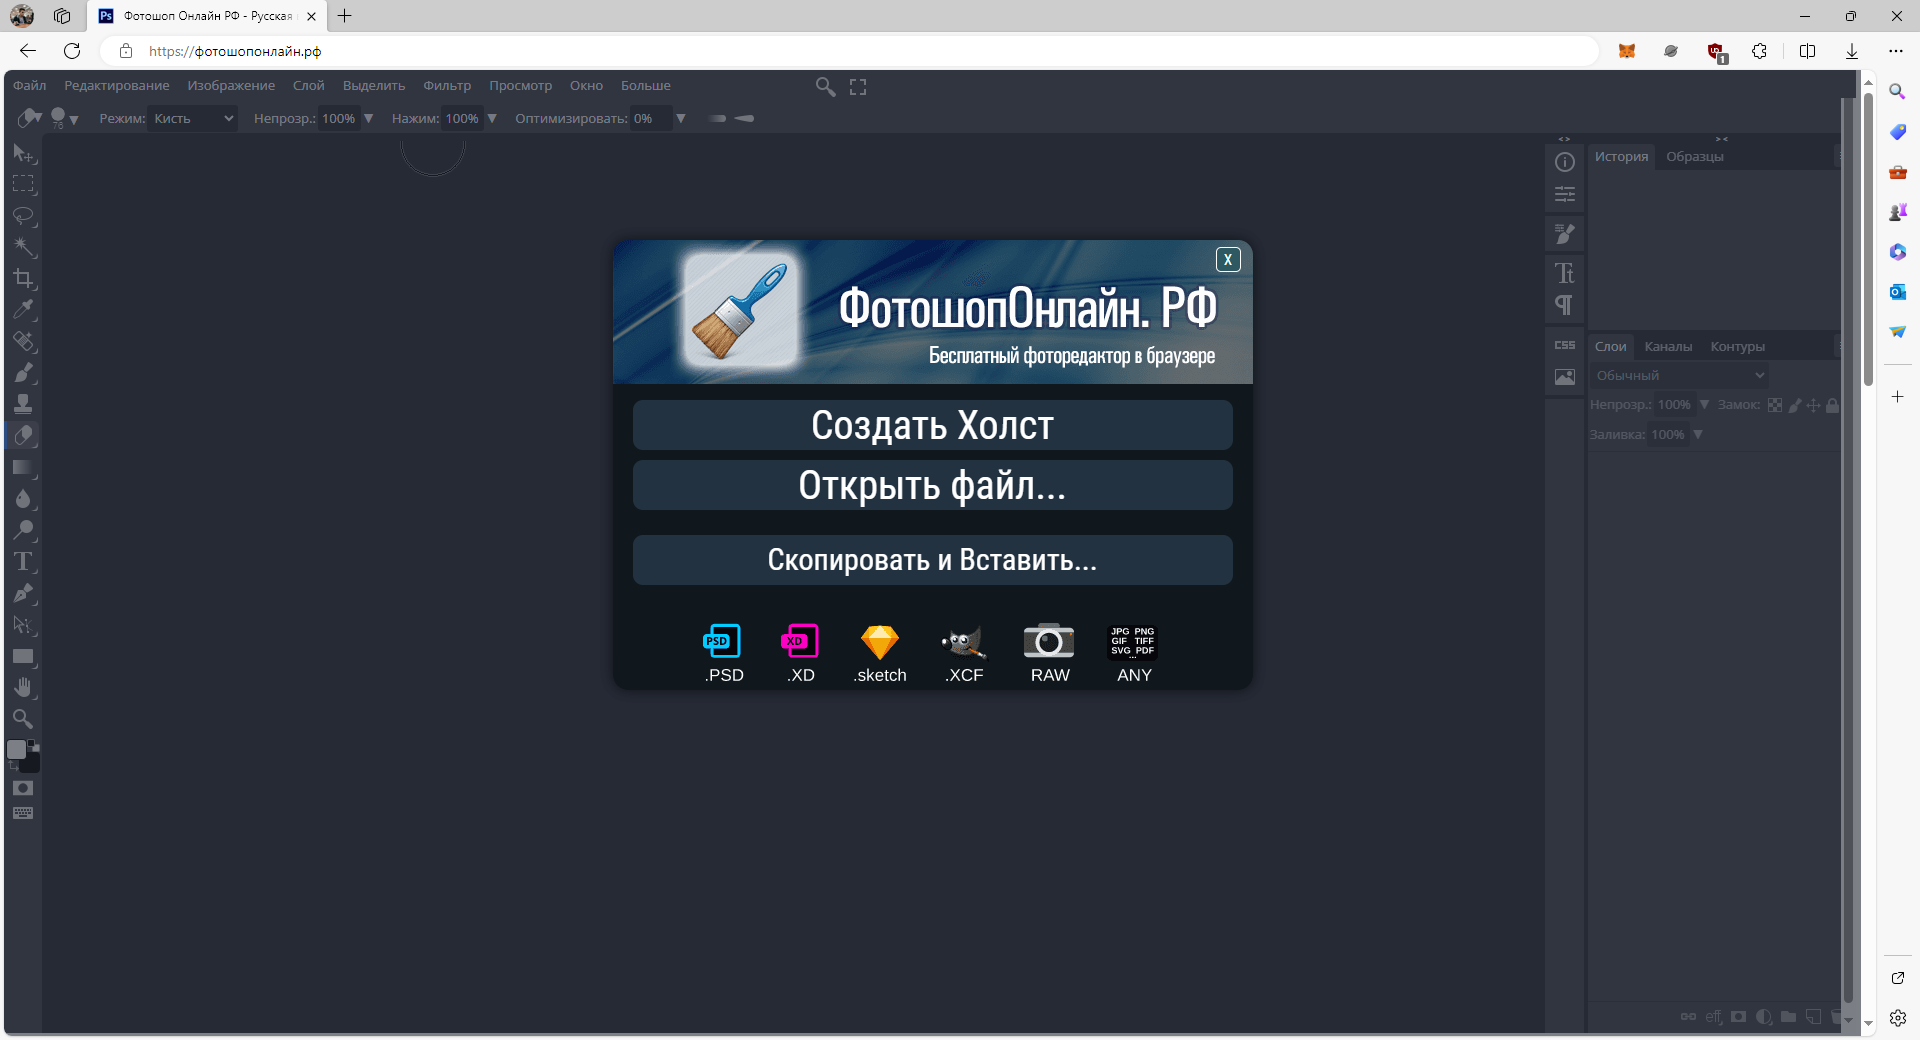 Фотошоп Онлайн РФ - Русская
https://фотошопонлайн.рф
1
Файл Редактирование Изображение Слой Выделить Фильтр Просмотр Окно Больше
78 Режим: Кисть Непрозр.: 100% Нажим: 100% Оптимизировать: 0%
История Образцы
X
ФотошопОнлайн. РФ
Бесплатный фоторедактор в браузере
CSS
Слои Каналы Контуры
Обычный
Непрозр.: 100% Замок:
Заливка: 100%
Создать Холст
Открыть файл...
Скопировать и Вставить...
PSD XD JPG PNG
GIF TIFF
SVG PDF
...
.PSD .XD .sketch .XCF RAW ANY
eff